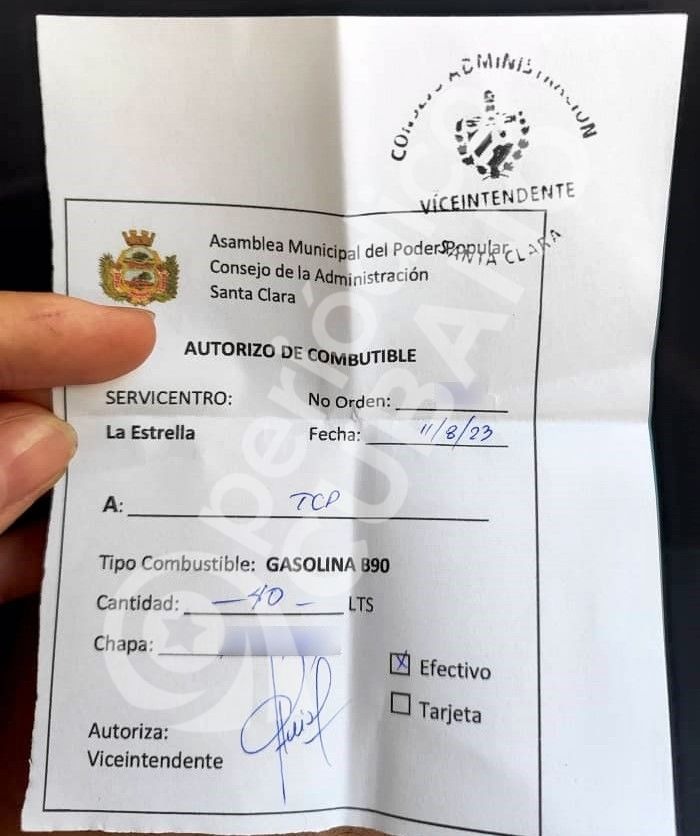 CONSEJO ADMINISTRACION
VICEINTENDENTE
SANTA CLARA
Asamblea Municipal del Poder Popular
Consejo de la Administración
Santa Clara
AUTORIZO DE COMBUTIBLE
SERVICENTRO:
No Orden:
La Estrella
Fecha: 11/8/23
A: TCP
Tipo Combustible: GASOLINA B90
Cantidad: -40- LTS
Chapa:
X Efectivo
Tarjeta
Autoriza:
Viceintendente
periódico
CUBANO